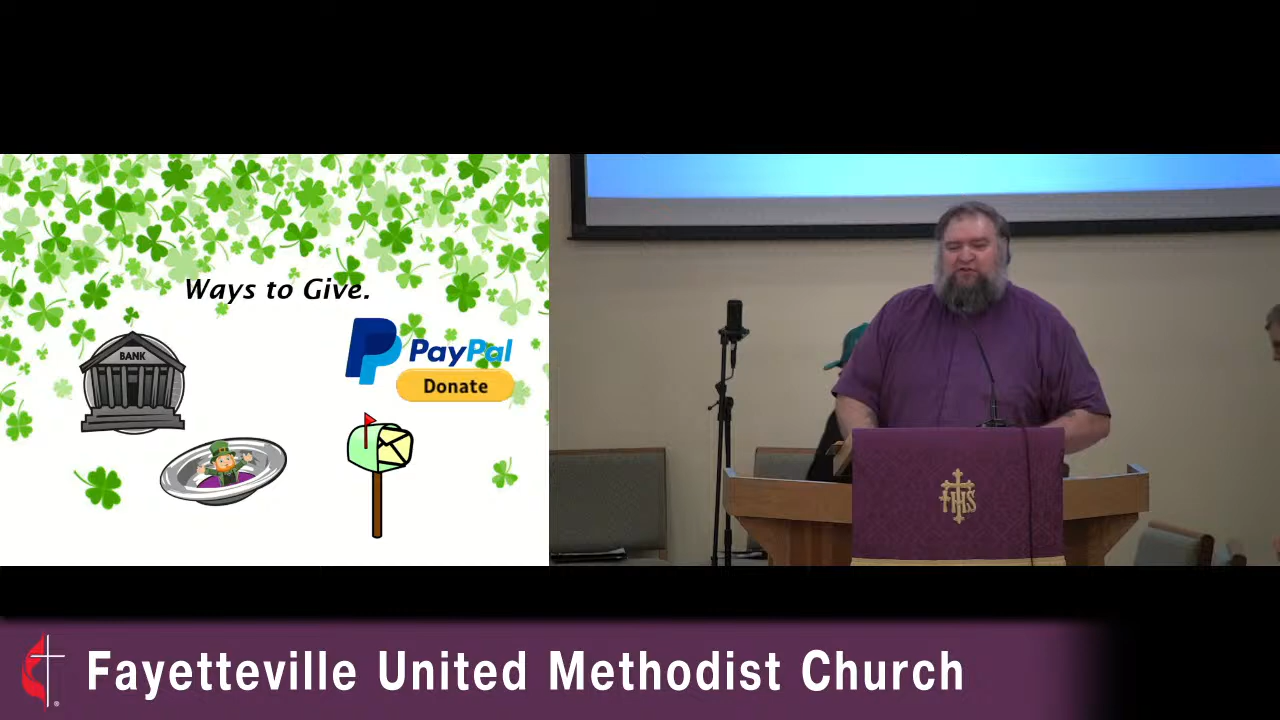 Ways to Give.
BANK
PayPal
Donate
IHS
Fayetteville United Methodist Church
®